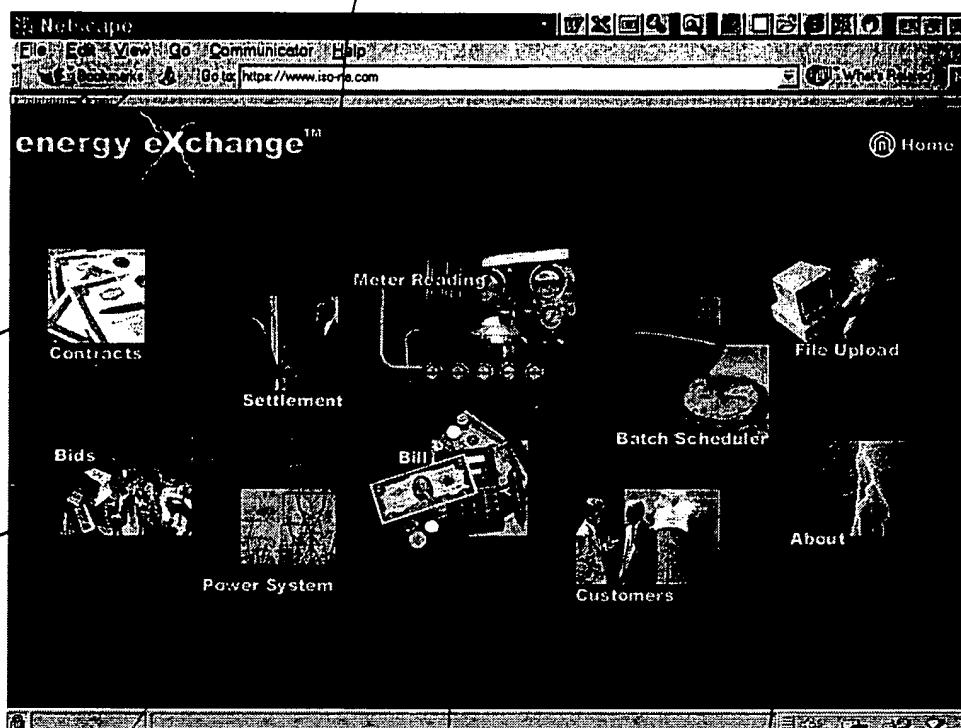 Netscape
File Edit View Go Communicator Help
Bookmarks Go to: https://www.iso-ne.com What's Related
energy eXchange™
Home
Contracts
Settlement
Meter Reading
Batch Scheduler
File Upload
Bids
Power System
Bill
Customers
About